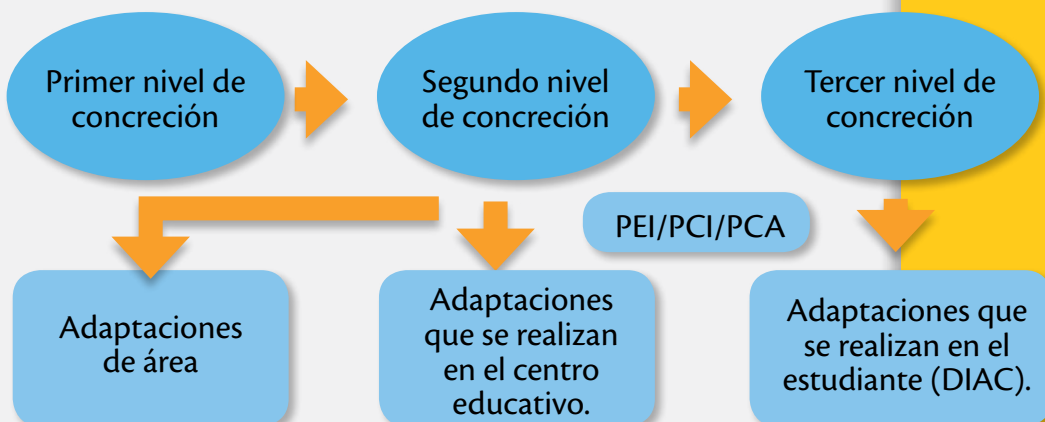 Primer nivel de
concreción
Segundo nivel
de concreción
Tercer nivel de
concreción
PEI/PCI/PCA
Adaptaciones
de área
Adaptaciones
que se realizan
en el centro
educativo.
Adaptaciones que
se realizan en el
estudiante (DIAC).